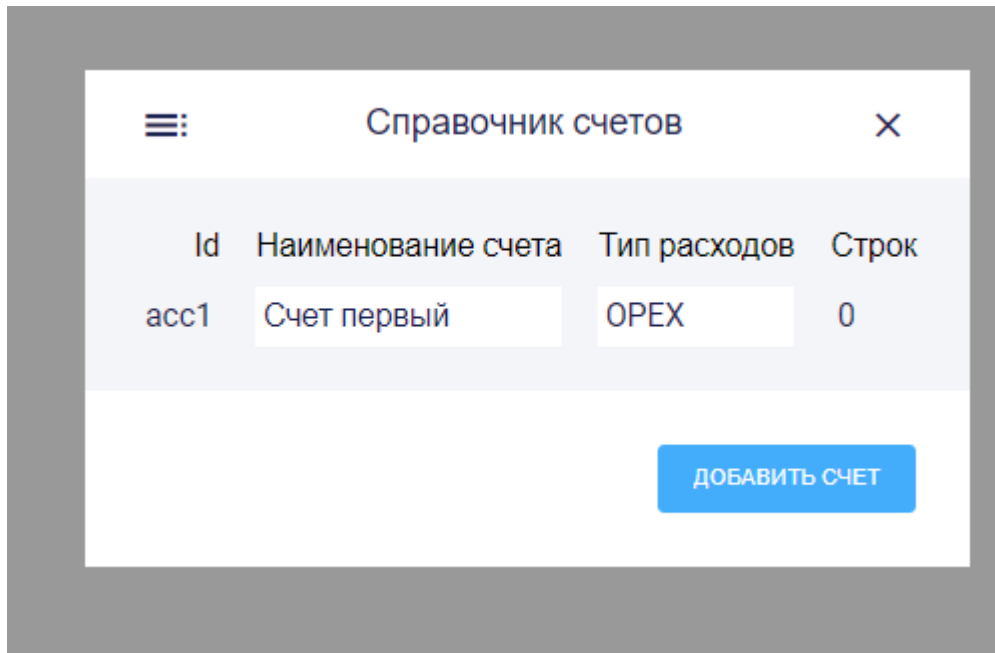 Справочник счетов
Id Наименование счета Тип расходов Строк
acc1 Счет первый OPEX 0
ДОБАВИТЬ СЧЕТ